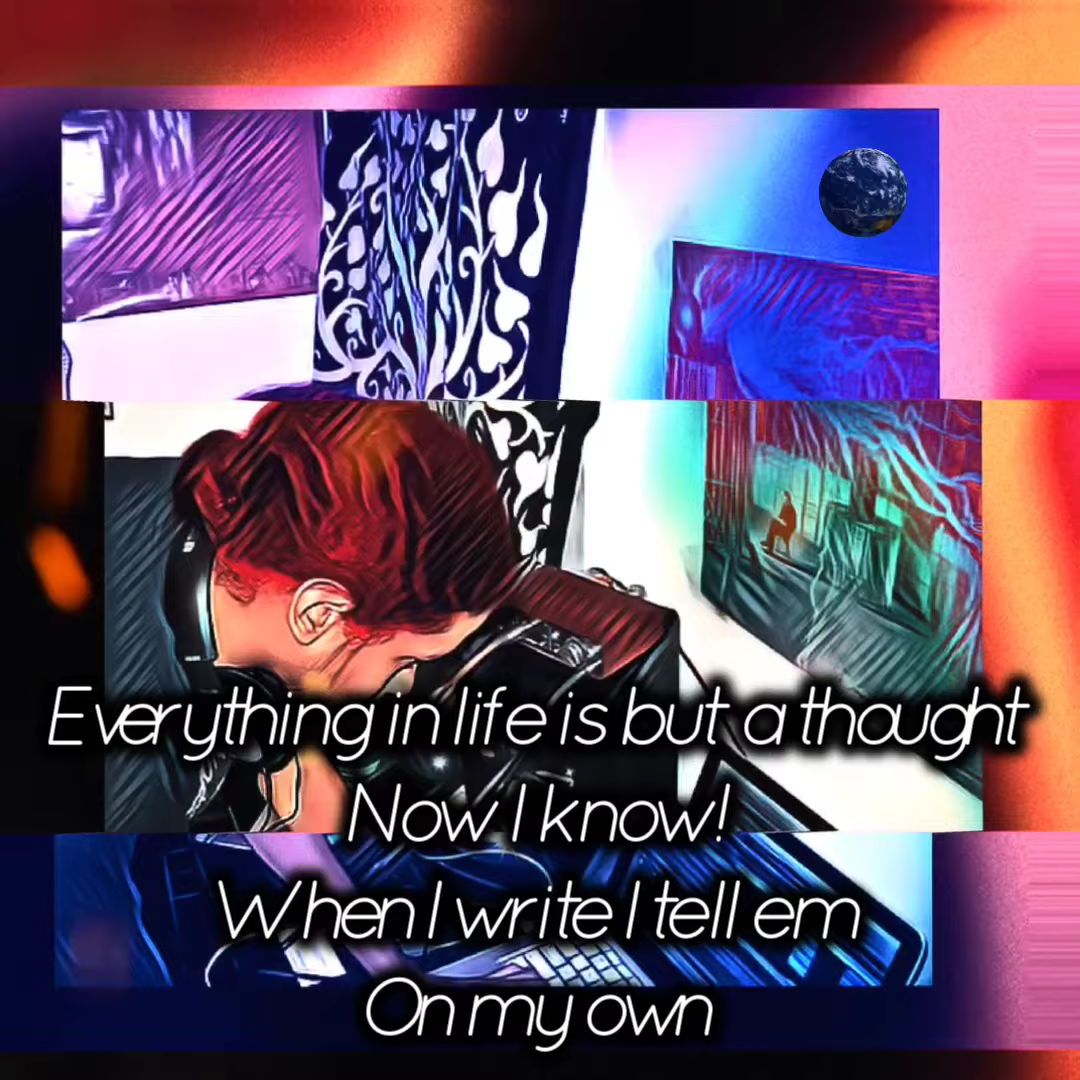 Everything in life is but a thought
Now I know!
When I write I tell em
On my own